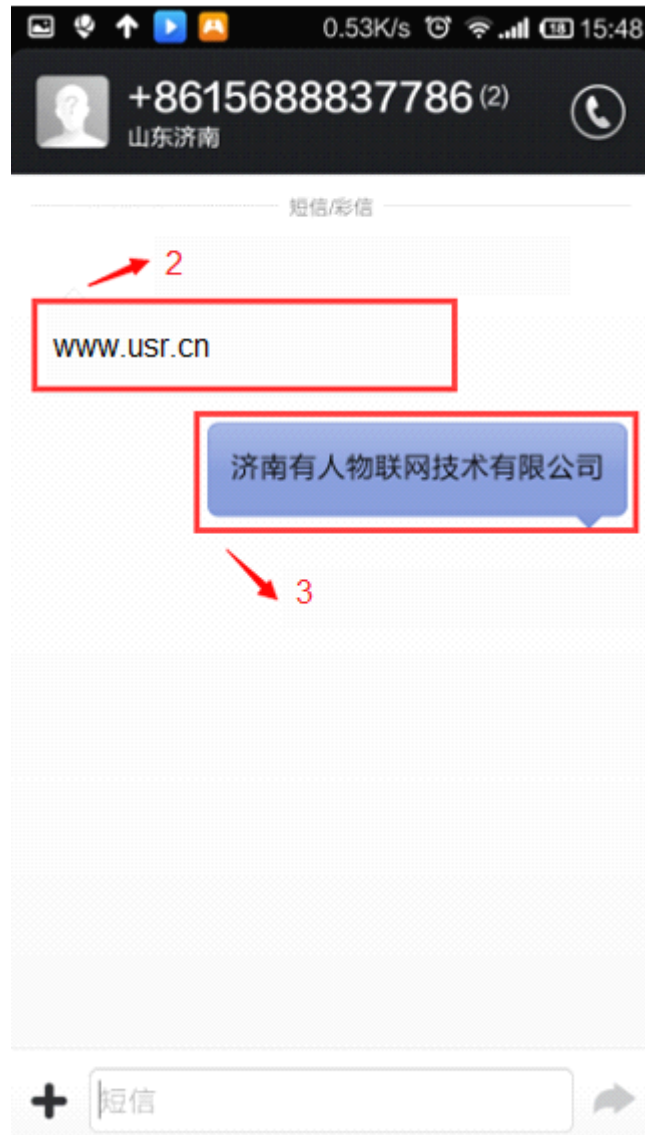 0.53K/s 18 15:48
+8615688837786 (2)
山东济南
短信/彩信
2
www.usr.cn
济南有人物联网技术有限公司
3
短信